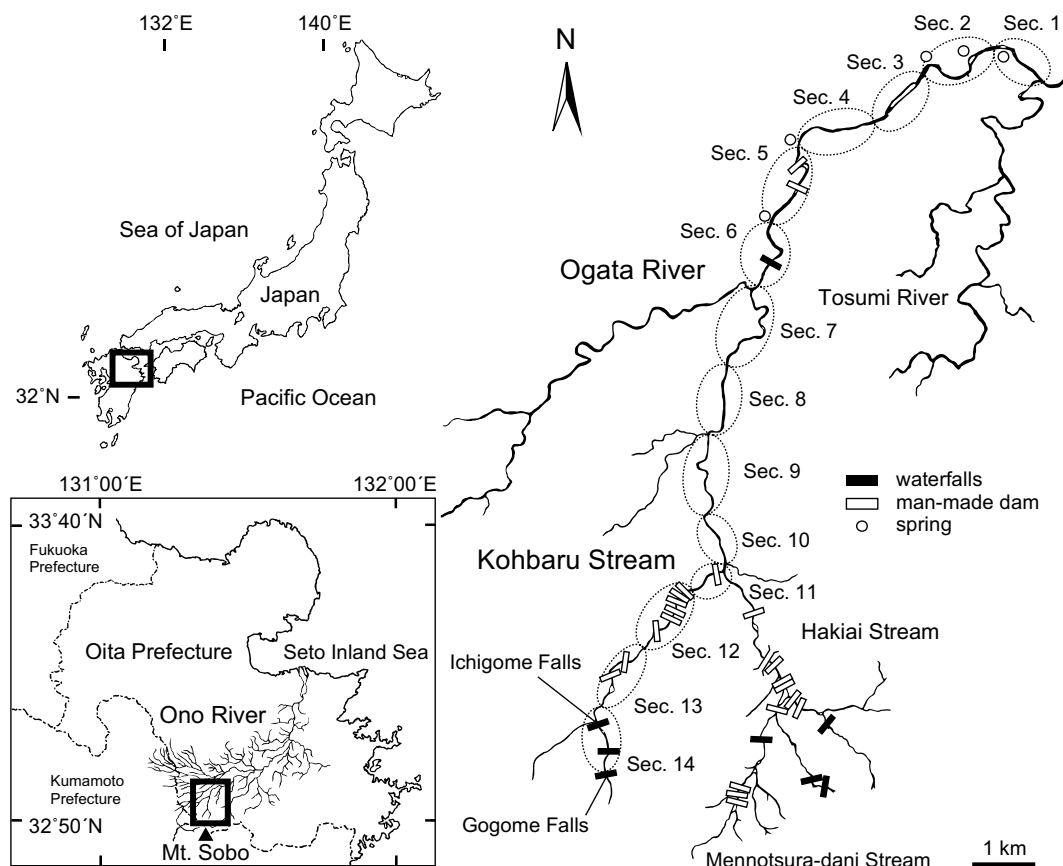 132˚E
140˚E
Sea of Japan
Japan
32˚N
Pacific Ocean
131˚00´E
132˚00´E
33˚40´N
Fukuoka
Prefecture
Oita Prefecture
Seto Inland Sea
Ono River
Kumamoto
Prefecture
32˚50´N
Mt. Sobo
N
Sec. 1
Sec. 2
Sec. 3
Sec. 4
Sec. 5
Sec. 6
Ogata River
Tosumi River
Sec. 7
Sec. 8
Sec. 9
waterfalls
man-made dam
spring
Sec. 10
Kohbaru Stream
Sec. 11
Hakiai Stream
Sec. 12
Ichigome Falls
Sec. 13
Sec. 14
Gogome Falls
Mennotsura-dani Stream
1 km